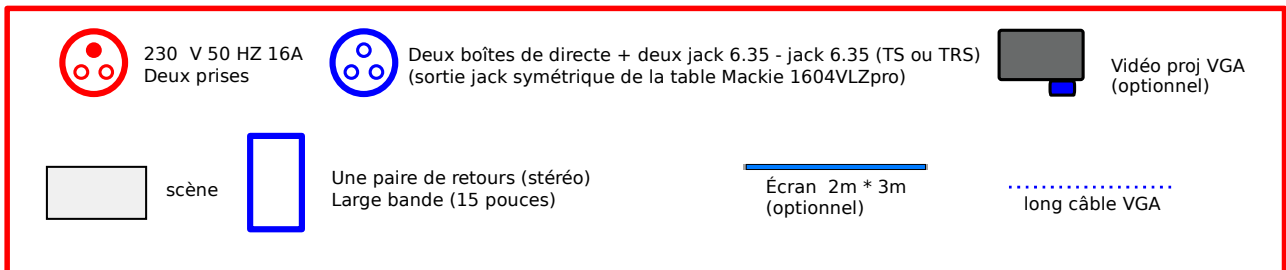 230  V 50 HZ 16A
Deux prises
Deux boîtes de directe + deux jack 6.35 - jack 6.35 (TS ou TRS)
(sortie jack symétrique de la table Mackie 1604VLZpro)
Vidéo proj VGA
(optionnel)
scène
Une paire de retours (stéréo)
Large bande (15 pouces)
Écran  2m * 3m
(optionnel)
long câble VGA